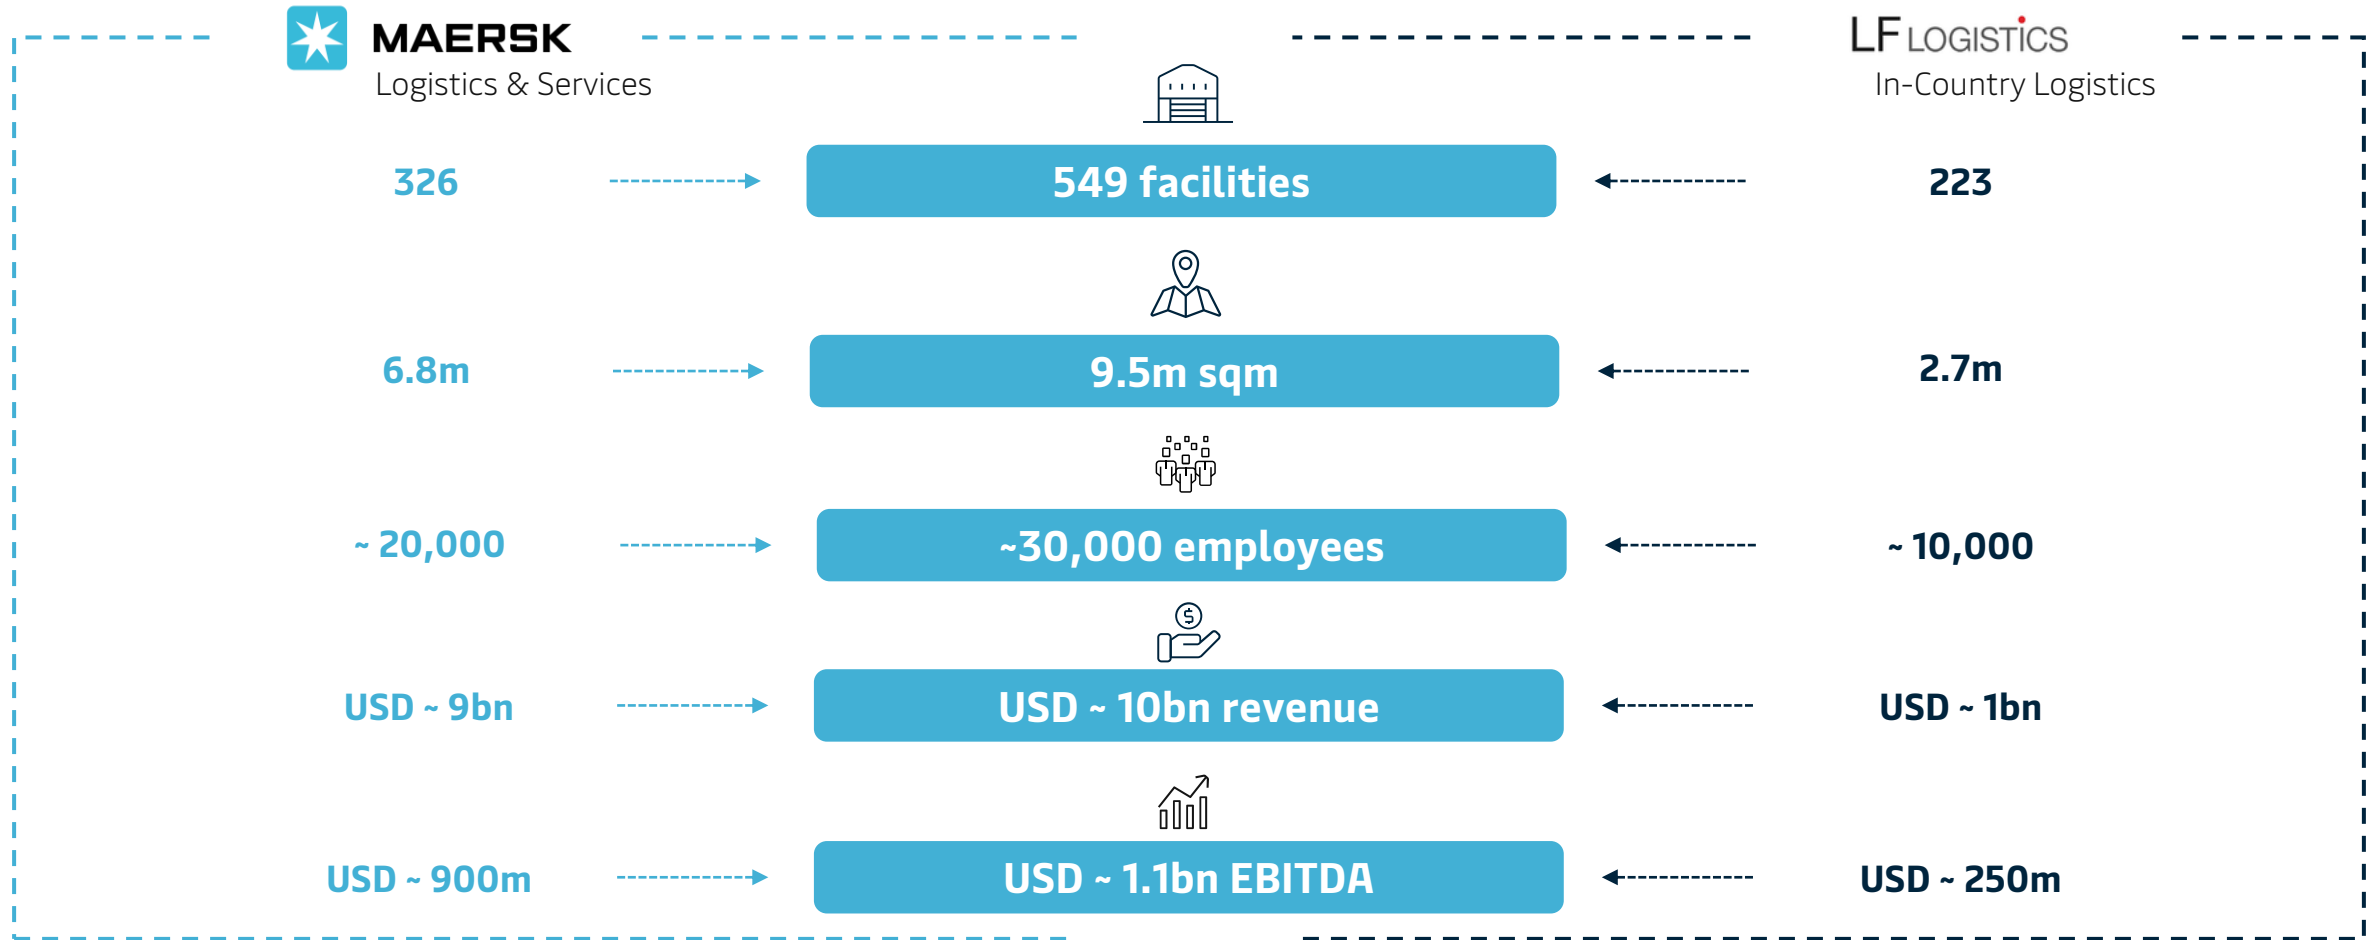 MAERSK
Logistics & Services
LF LOGISTICS
In-Country Logistics
326
549 facilities
223
6.8m
9.5m sqm
2.7m
~ 20,000
~30,000 employees
~ 10,000
USD ~ 9bn
USD ~ 10bn revenue
USD ~ 1bn
USD ~ 900m
USD ~ 1.1bn EBITDA
USD ~ 250m